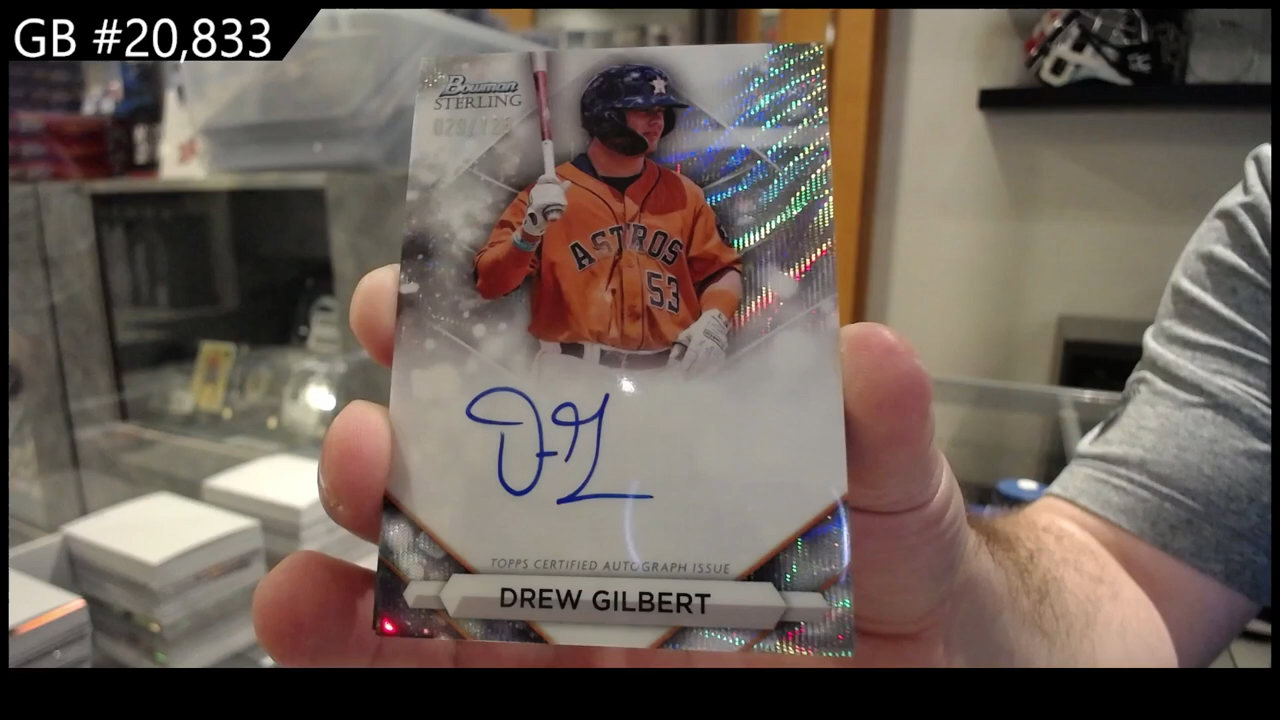 GB #20,833
Bowman
STERLING
ASTROS
53
TOPPS CERTIFIED AUTOGRAPH ISSUE
DREW GILBERT